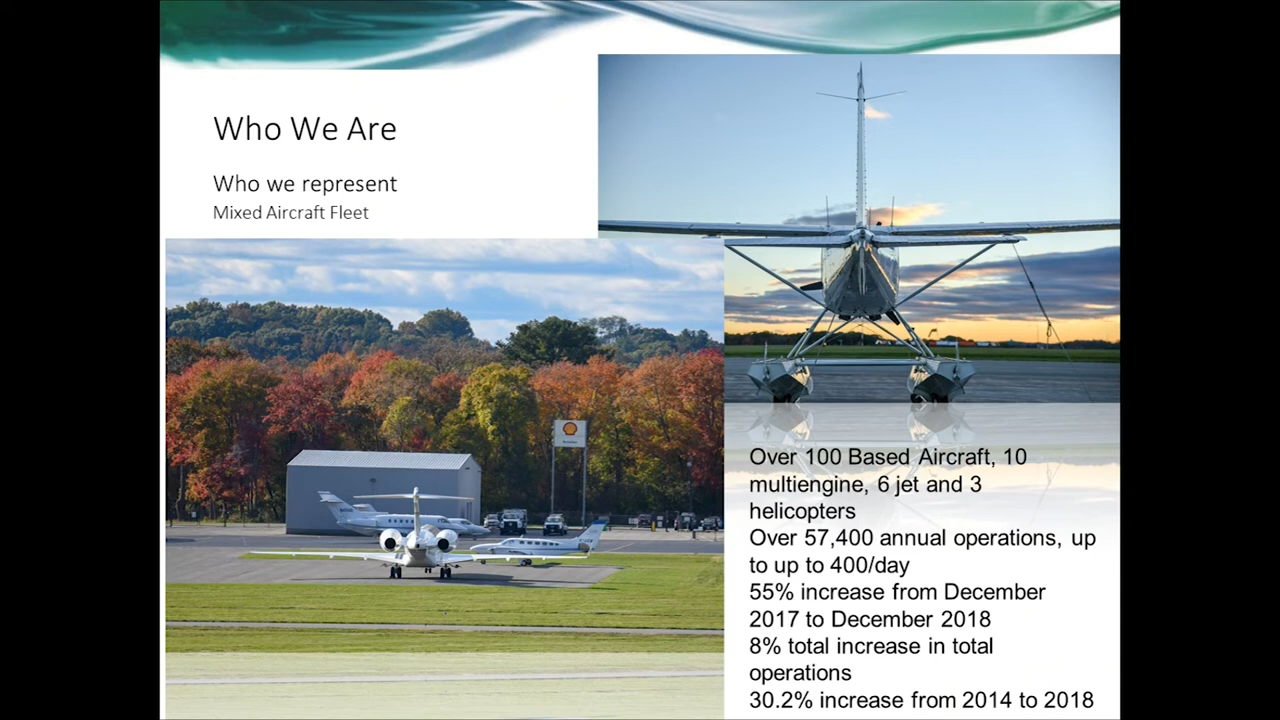 Who We Are
Who we represent
Mixed Aircraft Fleet
Over 100 Based Aircraft, 10
multiengine, 6 jet and 3
helicopters
Over 57,400 annual operations, up
to up to 400/day
55% increase from December
2017 to December 2018
8% total increase in total
operations
30.2% increase from 2014 to 2018